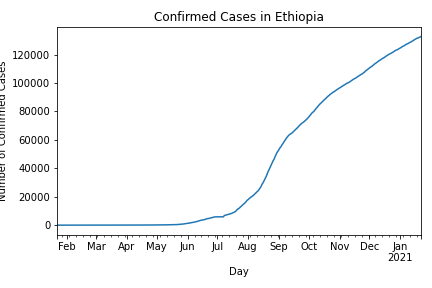 Confirmed Cases in Ethiopia
Number of Confirmed Cases
120000
100000
80000
60000
40000
20000
0
Feb Mar Apr May Jun Jul Aug Sep Oct Nov Dec Jan
2021
Day